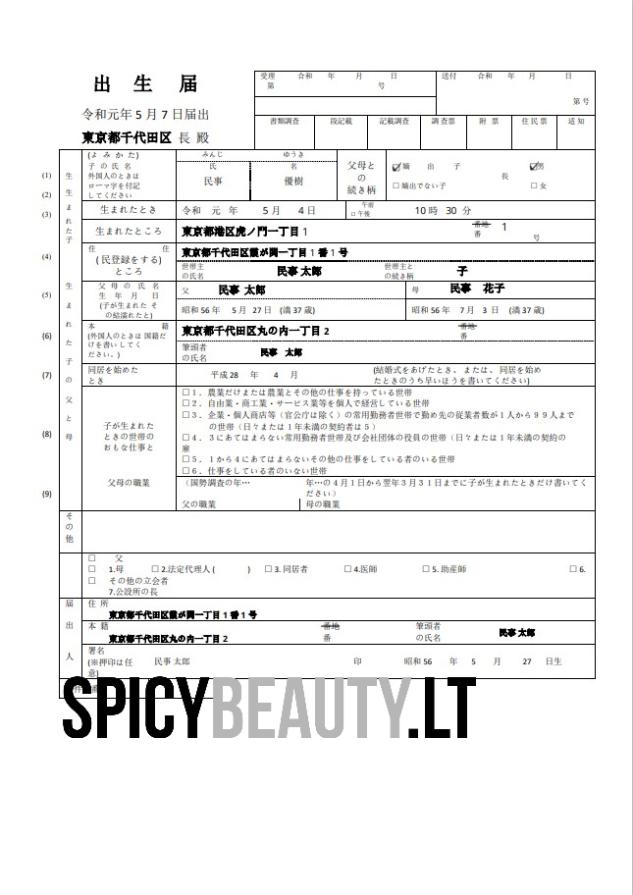 出 生 届
受理 令和 年 月 日
第 号
送付 令和 年 月 日
第 号
令和元年 5 月 7 日届出
書類調査 戸籍記載 記載調査 調査票 附 票 住民票 通 知
東京都千代田区 長 殿
(よ み か た) みんじ ゆうき
(1) 子 の 氏 名 氏 名
外国人のときは
ローマ字を付記
してください
民事 優樹
父母と
の
続き柄
☑嫡 出 子 ☑男
長
☐嫡出でない子 ☐女
(2)
生 ま れ た 子
(3) 生まれたとき 令和 元 年 5 月 4 日 午前 ☐午後 10 時 30 分
生まれたところ 東京都港区虎ノ門一丁目 1 番地 番 1 号
(4) 住 住
(民登録をする)
ところ
東京都千代田区霞が関一丁目 1 番 1 号
世帯主
の氏名
民事 太郎
世帯主と
の続き柄
子
生 ま れ た 子 の 父 と 母
(5) 父 母 の 氏 名
生 年 月 日
(子が生まれた そ
の結濡れたと)
父 民事 太郎 母 民事 花子
昭和 56 年 5 月 27 日 (満 37 歳) 昭和 56 年 7 月 3 日 (満 37 歳)
(6) 本 籍
(外国人のときは 国籍だ
けを書い してく
だ さい。)
東京都千代田区丸の内一丁目 2 番地 番
筆頭者
の氏名
民事 太郎
(7) 同居を始めた
とき
平成 28 年 4 月
(結婚式をあげたとき、または、同居を始め
たときのうち早いほうを書いてください)
(8) 子が生まれた
ときの世帯の
おもな仕事と
☐1．農業だけまたは農業とその他の仕事を持っている世帯
☐2．自由業・商工業・サービス業等を個人で経営している世帯
☐3．企業・個人商店等（官公庁は除く）の常用勤務者世帯で勤め先の従業者数が１人から９９人まで
の世帯（日々または１年未満の契約者は５）
☐4．３にあてはまらない常用勤務者世帯及び会社団体の役員の世帯（日々または１年未満の契約の
雇
☐5．１から４にあてはまらないその他の仕事をしている者のいる世帯
☐6．仕事をしている者のいない世帯
(9) 父母の職業
(国勢調査の年… 年…の４月１日から翌年３月３１日までに子が生まれたときだけ書いてく
ださい)
父の職業 母の職業
そ の 他
☐ 父
☐ 1.母 ☐ 2.法定代理人 ( ) ☐ 3. 同居者 ☐ 4.医師 ☐ 5. 助産師 ☐ 6.
☐ その他の立会者
7.公設所の長
届 出 人
住 所
東京都千代田区霞が関一丁目 1 番 1 号
本 籍
東京都千代田区丸の内一丁目 2 番地 番
筆頭者
の氏名
民事 太郎
署名
(※押印は任
意)
民事 太郎 印 昭和 56 年 5 月 27 日生
SPICYBEAUTY.LT